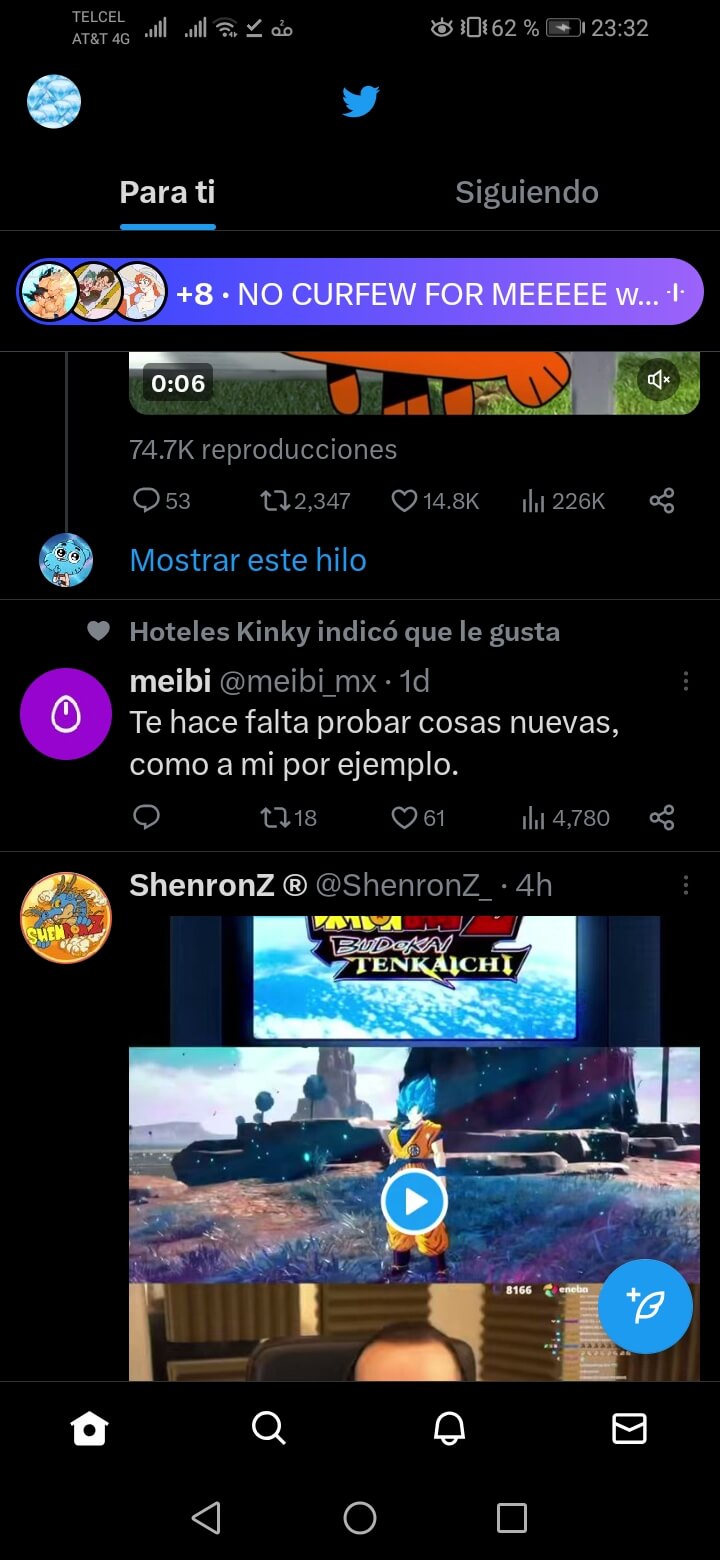 TELCEL
AT&T 4G
62 % 23:32
Para ti Siguiendo
+8 · NO CURFEW FOR MEEEEE w...
0:06
74.7K reproducciones
53 2,347 14.8K 226K
Mostrar este hilo
Hoteles Kinky indicó que le gusta
meibi @meibi_mx · 1d
Te hace falta probar cosas nuevas,
como a mi por ejemplo.
18 61 4,780
ShenronZ ® @ShenronZ_ · 4h
SHENRONZ
BUDOKAI
TENKAICHI
8166 eneba